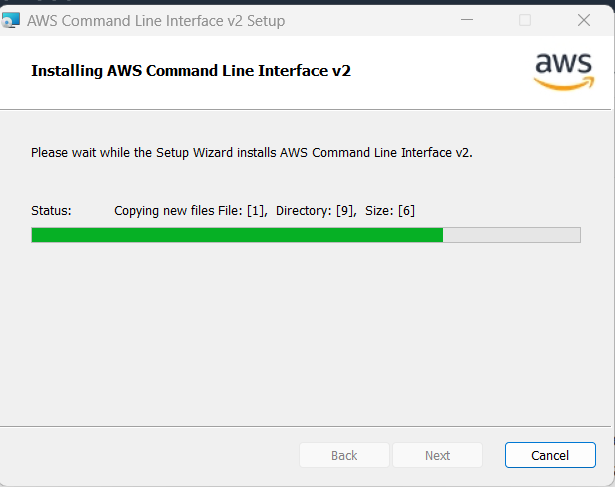 AWS Command Line Interface v2 Setup
Installing AWS Command Line Interface v2
aws
Please wait while the Setup Wizard installs AWS Command Line Interface v2.
Status: Copying new files File: [1], Directory: [9], Size: [6]
Back Next Cancel